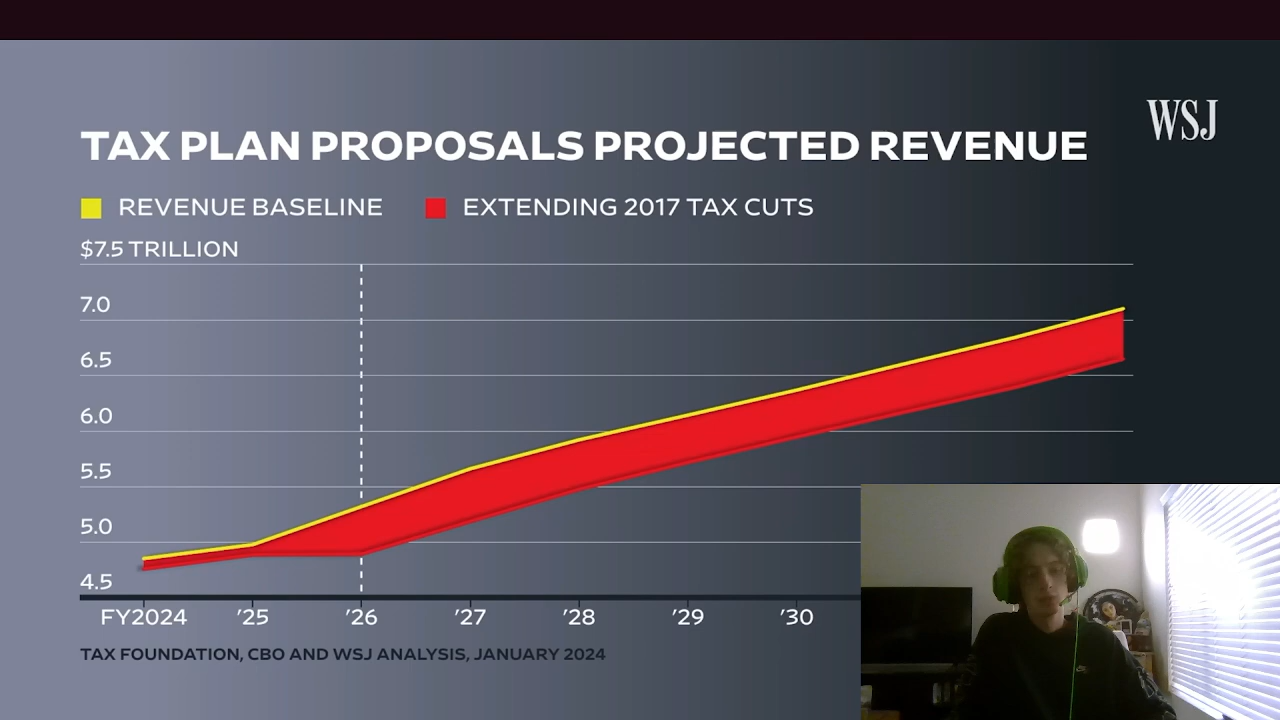 WSJ
TAX PLAN PROPOSALS PROJECTED REVENUE
REVENUE BASELINE EXTENDING 2017 TAX CUTS
$7.5 TRILLION
7.0
6.5
6.0
5.5
5.0
4.5
FY2024 '25 '26 '27 '28 '29 '30
TAX FOUNDATION, CBO AND WSJ ANALYSIS, JANUARY 2024